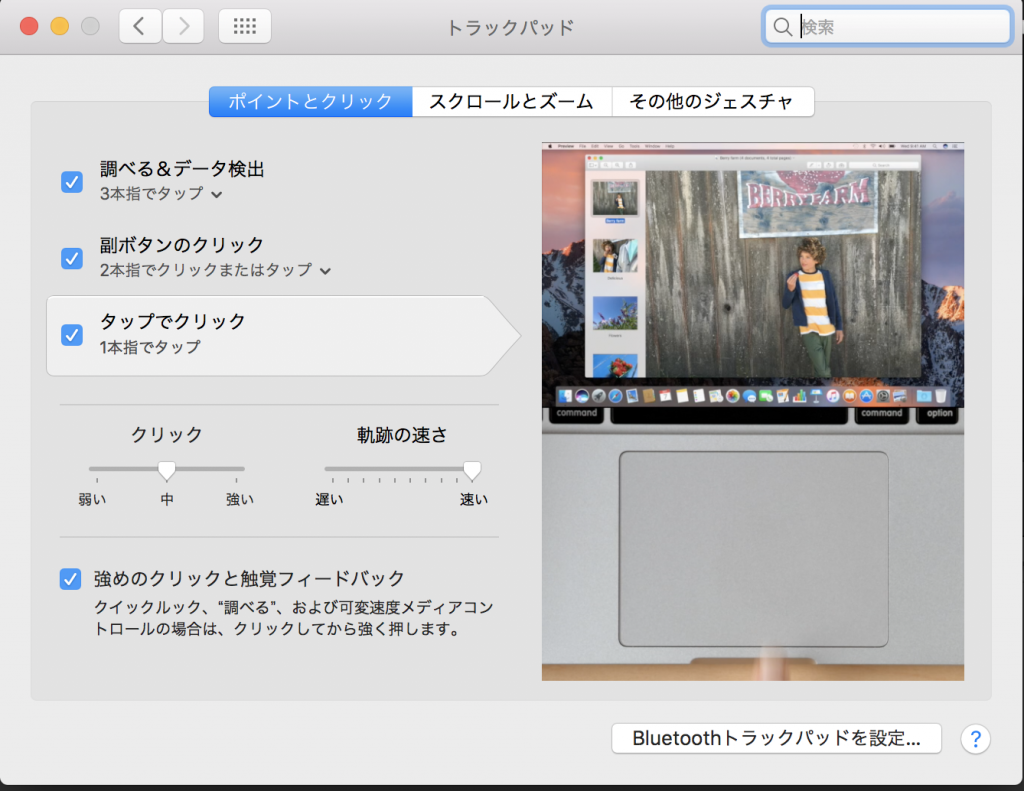 トラックパッド
検索
ポイントとクリック
スクロールとズーム
その他のジェスチャ
調べる＆データ検出
3本指でタップ
副ボタンのクリック
2本指でクリックまたはタップ
タップでクリック
1本指でタップ
クリック
軌跡の速さ
弱い
中
強い
遅い
速い
強めのクリックと触覚フィードバック
クイックルック、“調べる”、および可変速度メディアコン
トロールの場合は、クリックしてから強く押します。
BERRY FARM
command
command
option
Bluetoothトラックパッドを設定...
?